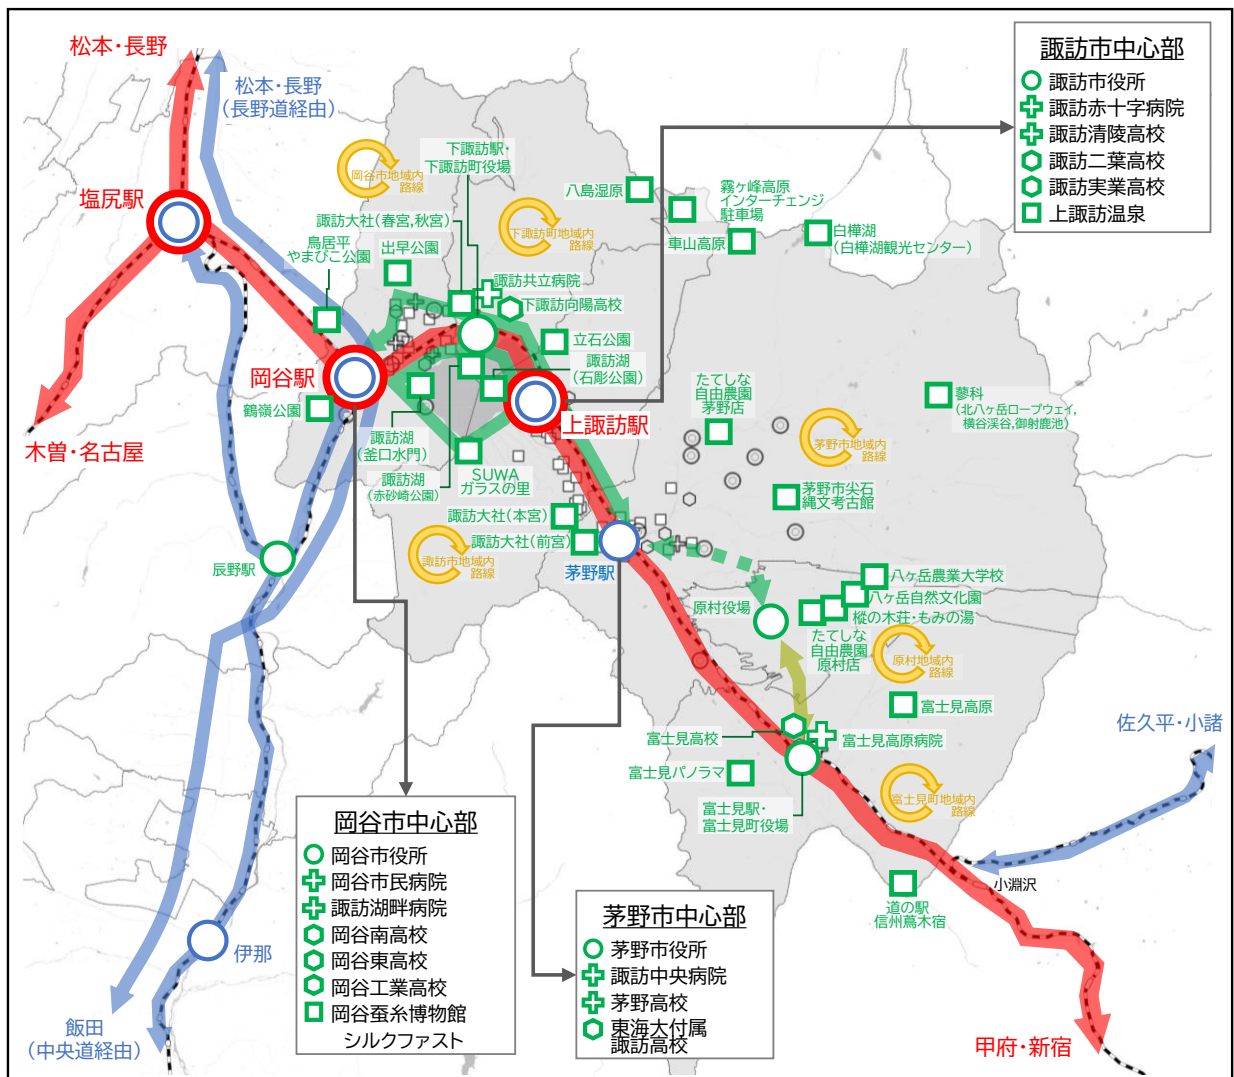 松本・長野
松本・長野
（長野道経由）
塩尻駅
岡谷市地域内
路線
下諏訪駅・
下諏訪町役場
諏訪大社（春宮,秋宮）
下諏訪町地域内
路線
八島湿原
霧ヶ峰高原
インターチェンジ
駐車場
車山高原
白樺湖
（白樺湖観光センター）
鳥居平
やまびこ公園
出早公園
諏訪共立病院
下諏訪向陽高校
立石公園
諏訪湖
（石彫公園）
岡谷駅
鶴嶺公園
上諏訪駅
諏訪湖
（釜口水門）
諏訪湖
（赤砂崎公園）
SUWA
ガラスの里
たてしな
自由農園
茅野店
蓼科
（北八ヶ岳ロープウェイ,
横谷渓谷,御射鹿池）
茅野市地域内
路線
茅野市尖石
縄文考古館
木曽・名古屋
諏訪大社（本宮）
諏訪大社（前宮）
諏訪市地域内
路線
茅野駅
辰野駅
原村役場
八ヶ岳農業大学校
八ヶ岳自然文化園
樅の木荘・もみの湯
たてしな
自由農園
原村店
原村地域内
路線
富士見高原
富士見高校
富士見高原病院
富士見パノラマ
富士見駅・
富士見町役場
富士見町地域内
路線
佐久平・小諸
小淵沢
道の駅
信州蔦木宿
伊那
飯田
（中央道経由）
甲府・新宿
諏訪市中心部
諏訪市役所
諏訪赤十字病院
諏訪清陵高校
諏訪二葉高校
諏訪実業高校
上諏訪温泉
岡谷市中心部
岡谷市役所
岡谷市民病院
諏訪湖畔病院
岡谷南高校
岡谷東高校
岡谷工業高校
岡谷蚕糸博物館
シルクファスト
茅野市中心部
茅野市役所
諏訪中央病院
茅野高校
東海大付属
諏訪高校